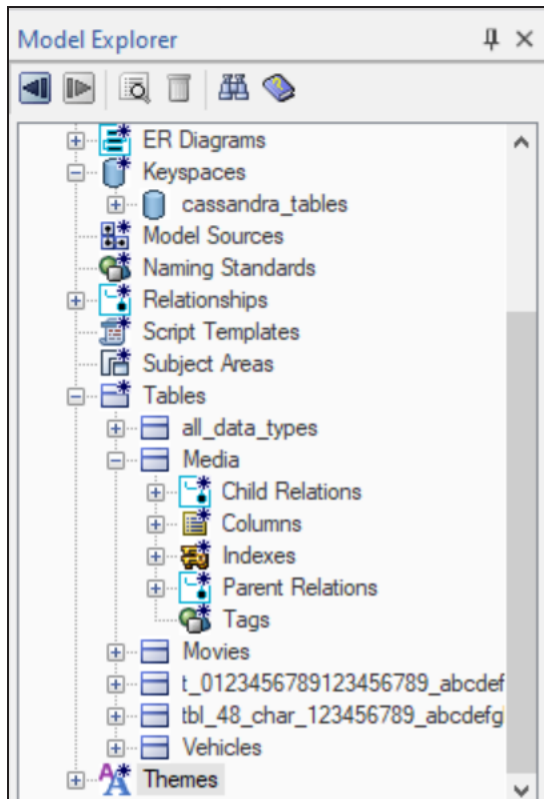 Model Explorer
ER Diagrams
Keyspaces
cassandra_tables
Model Sources
Naming Standards
Relationships
Script Templates
Subject Areas
Tables
all_data_types
Media
Child Relations
Columns
Indexes
Parent Relations
Tags
Movies
t_0123456789123456789_abcdef
tbl_48_char_123456789_abcdefg
Vehicles
Themes